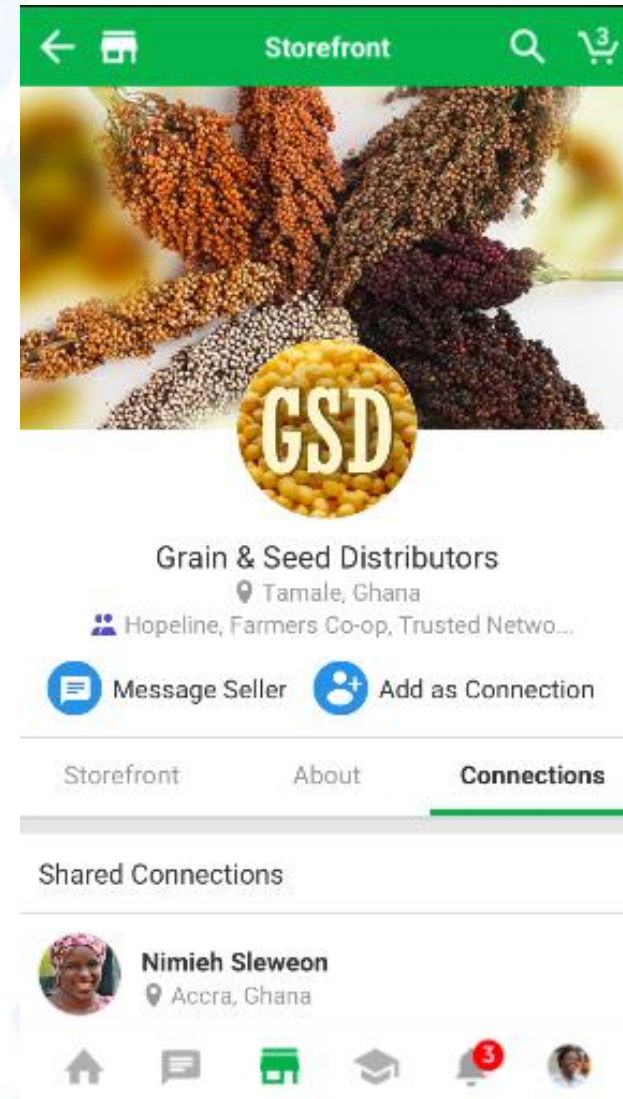 Storefront
3
GSD
Grain & Seed Distributors
Tamale, Ghana
Hopeline, Farmers Co-op, Trusted Netwo...
Message Seller Add as Connection
Storefront About Connections
Shared Connections
Nimieh Sleweon
Accra, Ghana
3